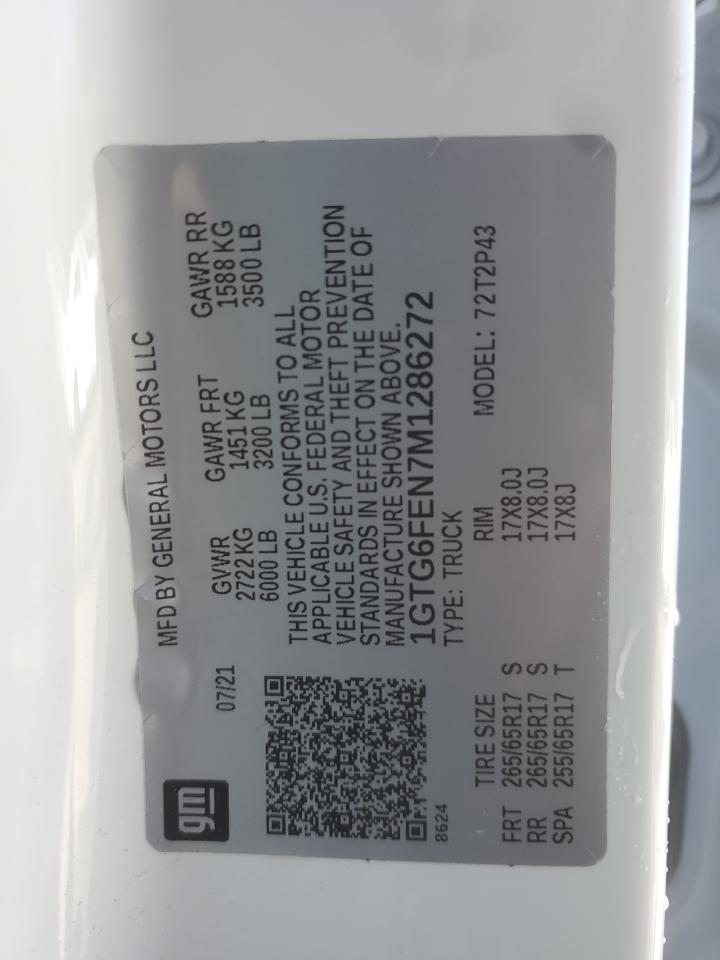 gm
MFD BY GENERAL MOTORS LLC
07/21
GVWR GAWR FRT GAWR RR
2722 KG 1451 KG 1588 KG
6000 LB 3200 LB 3500 LB
THIS VEHICLE CONFORMS TO ALL
APPLICABLE U.S. FEDERAL MOTOR
VEHICLE SAFETY AND THEFT PREVENTION
STANDARDS IN EFFECT ON THE DATE OF
MANUFACTURE SHOWN ABOVE.
1GTG6FEN7M1286272
8624
TYPE: TRUCK
MODEL: 72T2P43
TIRE SIZE RIM
FRT 265/65R17 S 17X8.0J
RR 265/65R17 S 17X8.0J
SPA 255/65R17 T 17X8J